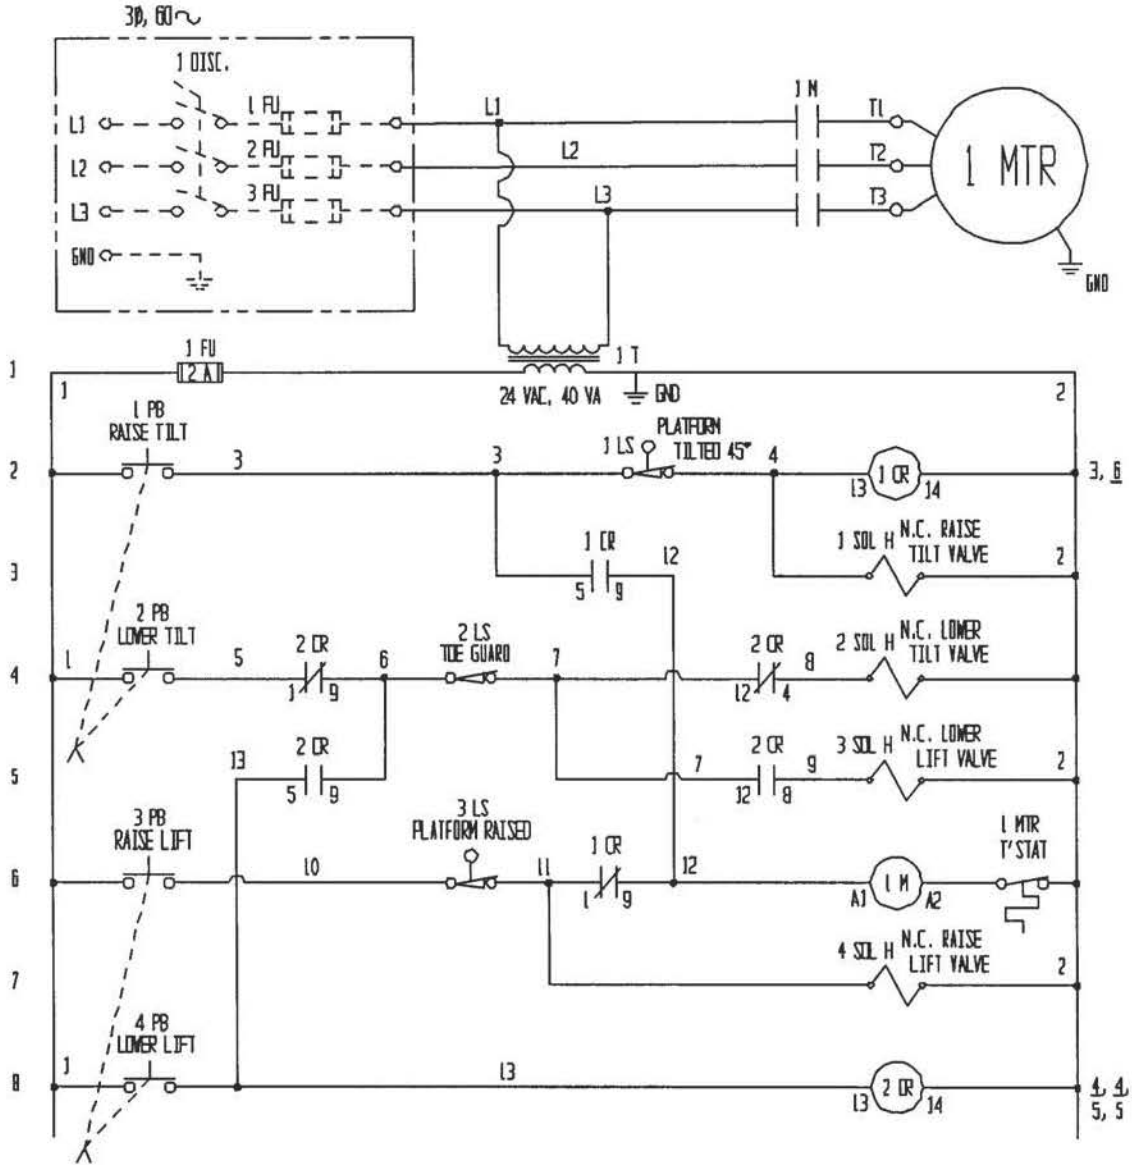 3Ø, 60~
1 DISC.
L1
1 FU
L1
1 M
T1
L2
2 FU
L2
T2
1 MTR
L3
3 FU
L3
T3
GND
GND
1 FU
1 T
1
2 A
1
24 VAC, 40 VA
GND
2
1 PB
RAISE TILT
PLATFORM
TILTED 45°
1 LS
2
3
3
4
1 CR
13
14
3, 6
1 SOL H
N.C. RAISE
TILT VALVE
1 CR
12
2
3
5
9
2 PB
LOWER TILT
2 CR
2 LS
TOE GUARD
2 CR
2 SOL H
N.C. LOWER
TILT VALVE
1
5
6
7
8
4
1
9
12
4
2 CR
2 CR
3 SOL H
N.C. LOWER
LIFT VALVE
13
7
9
2
5
5
9
12
8
3 PB
RAISE LIFT
3 LS
PLATFORM RAISED
1 CR
1 MTR
T'STAT
6
10
11
12
1 M
1
9
A1
A2
4 SOL H
N.C. RAISE
LIFT VALVE
7
2
4 PB
LOWER LIFT
1
8
13
2 CR
13
14
4, 4,
5, 5